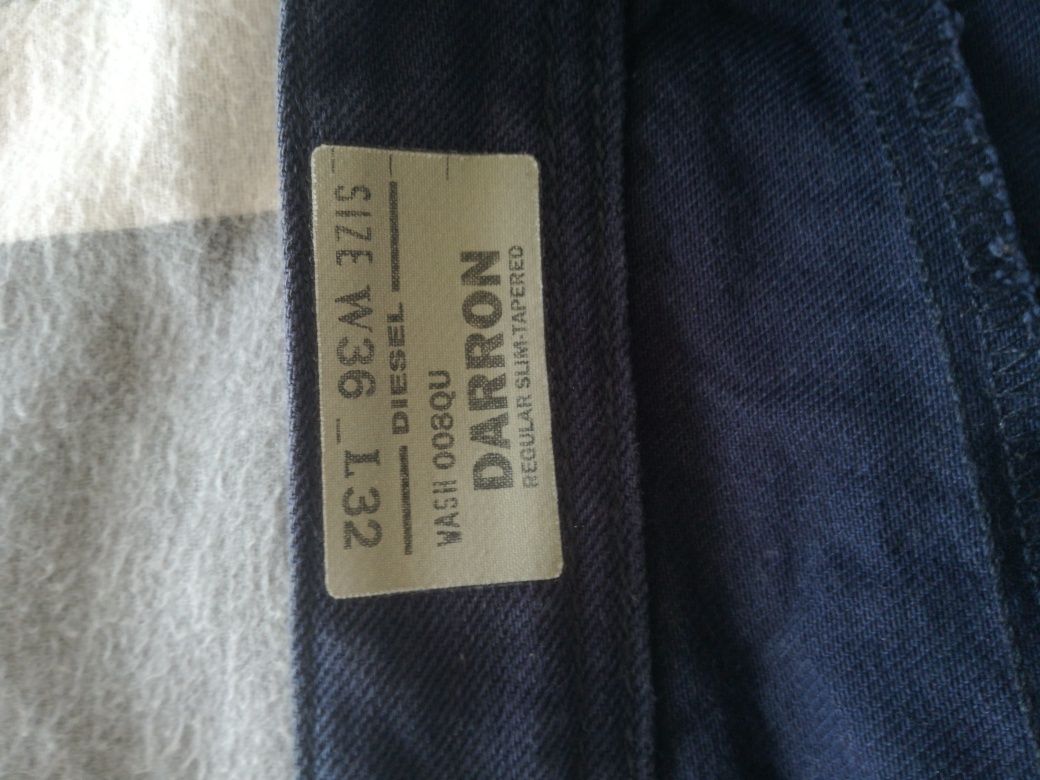 SIZE W36 L32
DIESEL
WASH 008QU
DARRON
REGULAR SLIM-TAPERED